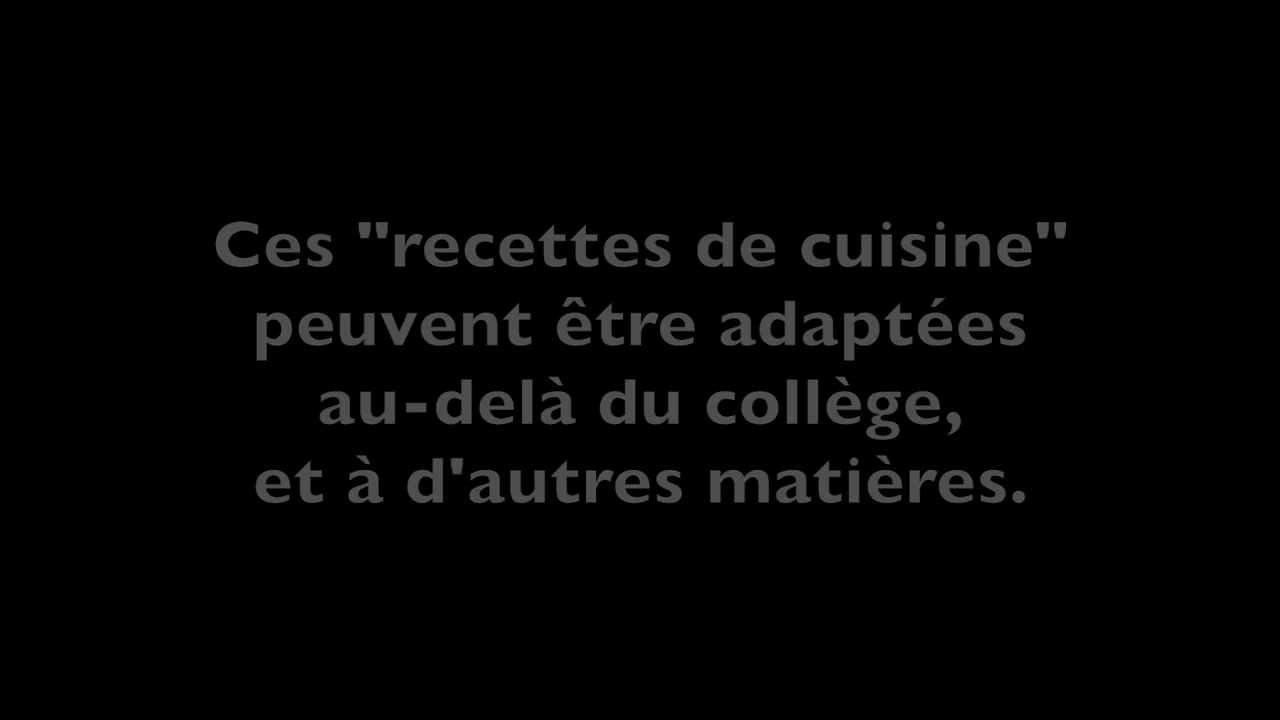 Ces "recettes de cuisine"
peuvent être adaptées
au-delà du collège,
et à d'autres matières.